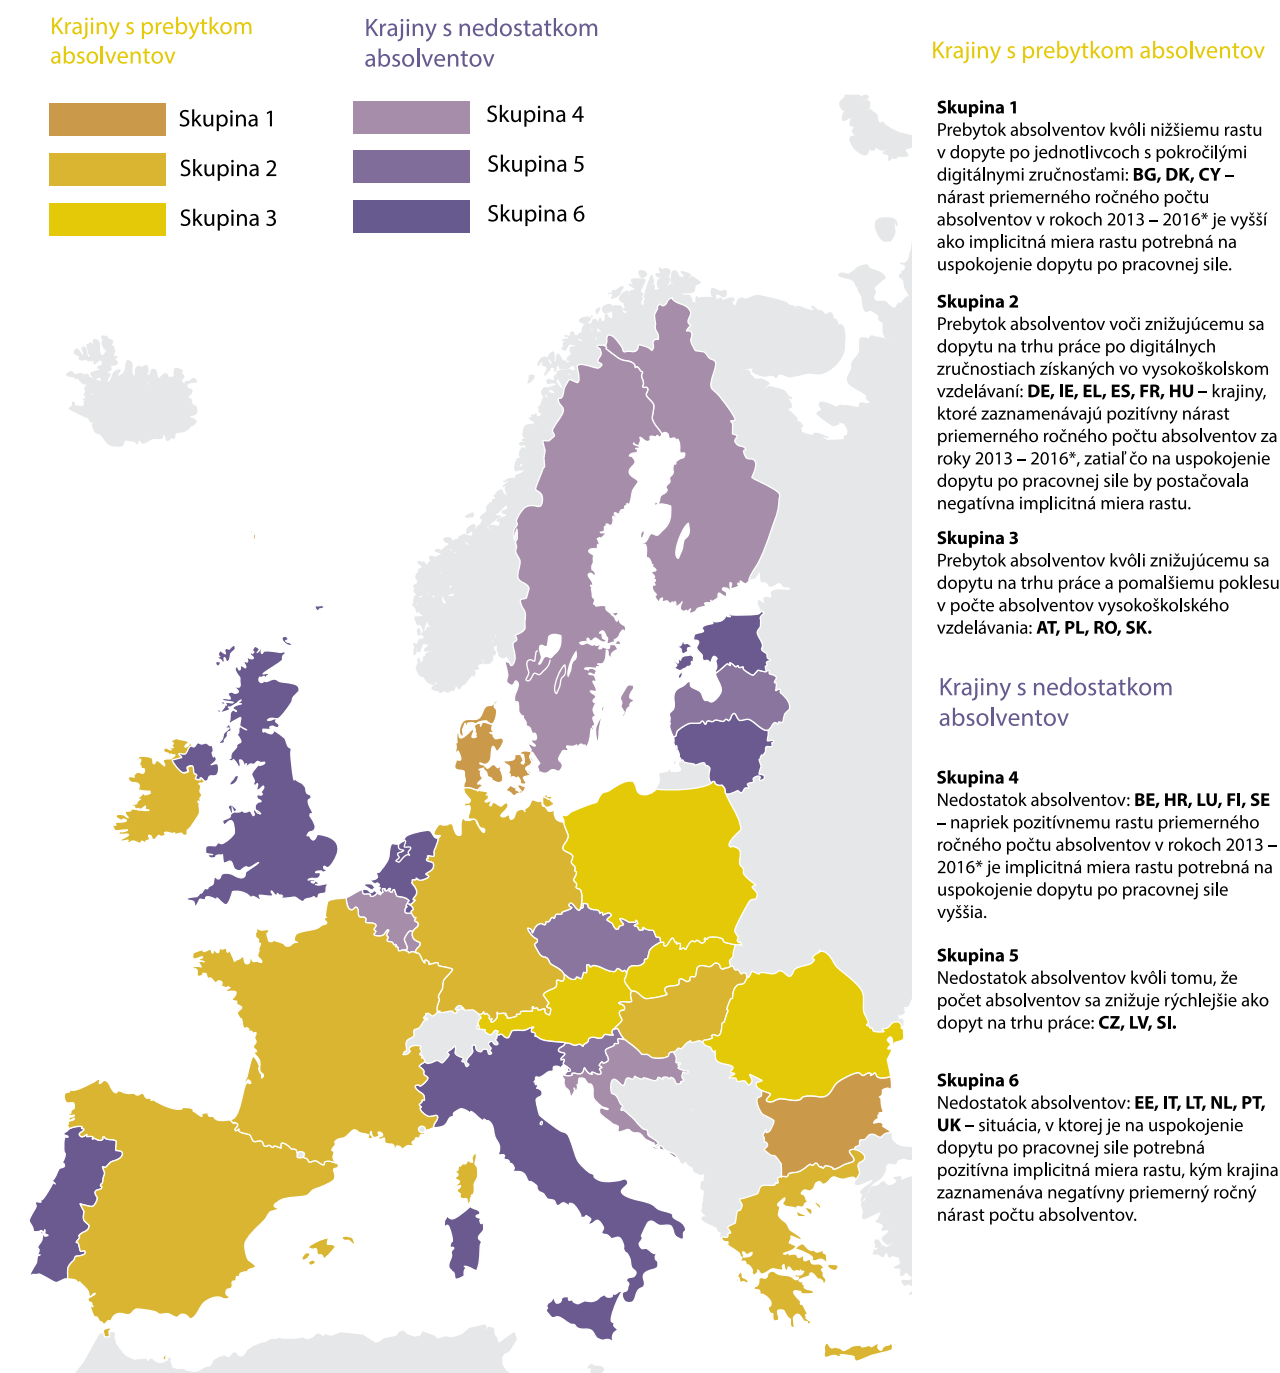 Krajiny s prebytkom
absolventov
Skupina 1
Skupina 2
Skupina 3
Krajiny s nedostatkom
absolventov
Skupina 4
Skupina 5
Skupina 6
Krajiny s prebytkom absolventov
Skupina 1
Prebytok absolventov kvôli nižšiemu rastu
v dopyte po jednotlivcoch s pokročilými
digitálnymi zručnosťami: BG, DK, CY –
nárast priemerného ročného počtu
absolventov v rokoch 2013 – 2016* je vyšší
ako implicitná miera rastu potrebná na
uspokojenie dopytu po pracovnej sile.
Skupina 2
Prebytok absolventov voči znižujúcemu sa
dopytu na trhu práce po digitálnych
zručnostiach získaných vo vysokoškolskom
vzdelávaní: DE, IE, EL, ES, FR, HU – krajiny,
ktoré zaznamenávajú pozitívny nárast
priemerného ročného počtu absolventov za
roky 2013 – 2016*, zatiaľ čo na uspokojenie
dopytu po pracovnej sile by postačovala
negatívna implicitná miera rastu.
Skupina 3
Prebytok absolventov kvôli znižujúcemu sa
dopytu na trhu práce a pomalšiemu poklesu
v počte absolventov vysokoškolského
vzdelávania: AT, PL, RO, SK.
Krajiny s nedostatkom
absolventov
Skupina 4
Nedostatok absolventov: BE, HR, LU, FI, SE
– napriek pozitívnemu rastu priemerného
ročného počtu absolventov v rokoch 2013 –
2016* je implicitná miera rastu potrebná na
uspokojenie dopytu po pracovnej sile
vyššia.
Skupina 5
Nedostatok absolventov kvôli tomu, že
počet absolventov sa znižuje rýchlejšie ako
dopyt na trhu práce: CZ, LV, SI.
Skupina 6
Nedostatok absolventov: EE, IT, LT, NL, PT,
UK – situácia, v ktorej je na uspokojenie
dopytu po pracovnej sile potrebná
pozitívna implicitná miera rastu, kým krajina
zaznamenáva negatívny priemerný ročný
nárast počtu absolventov.